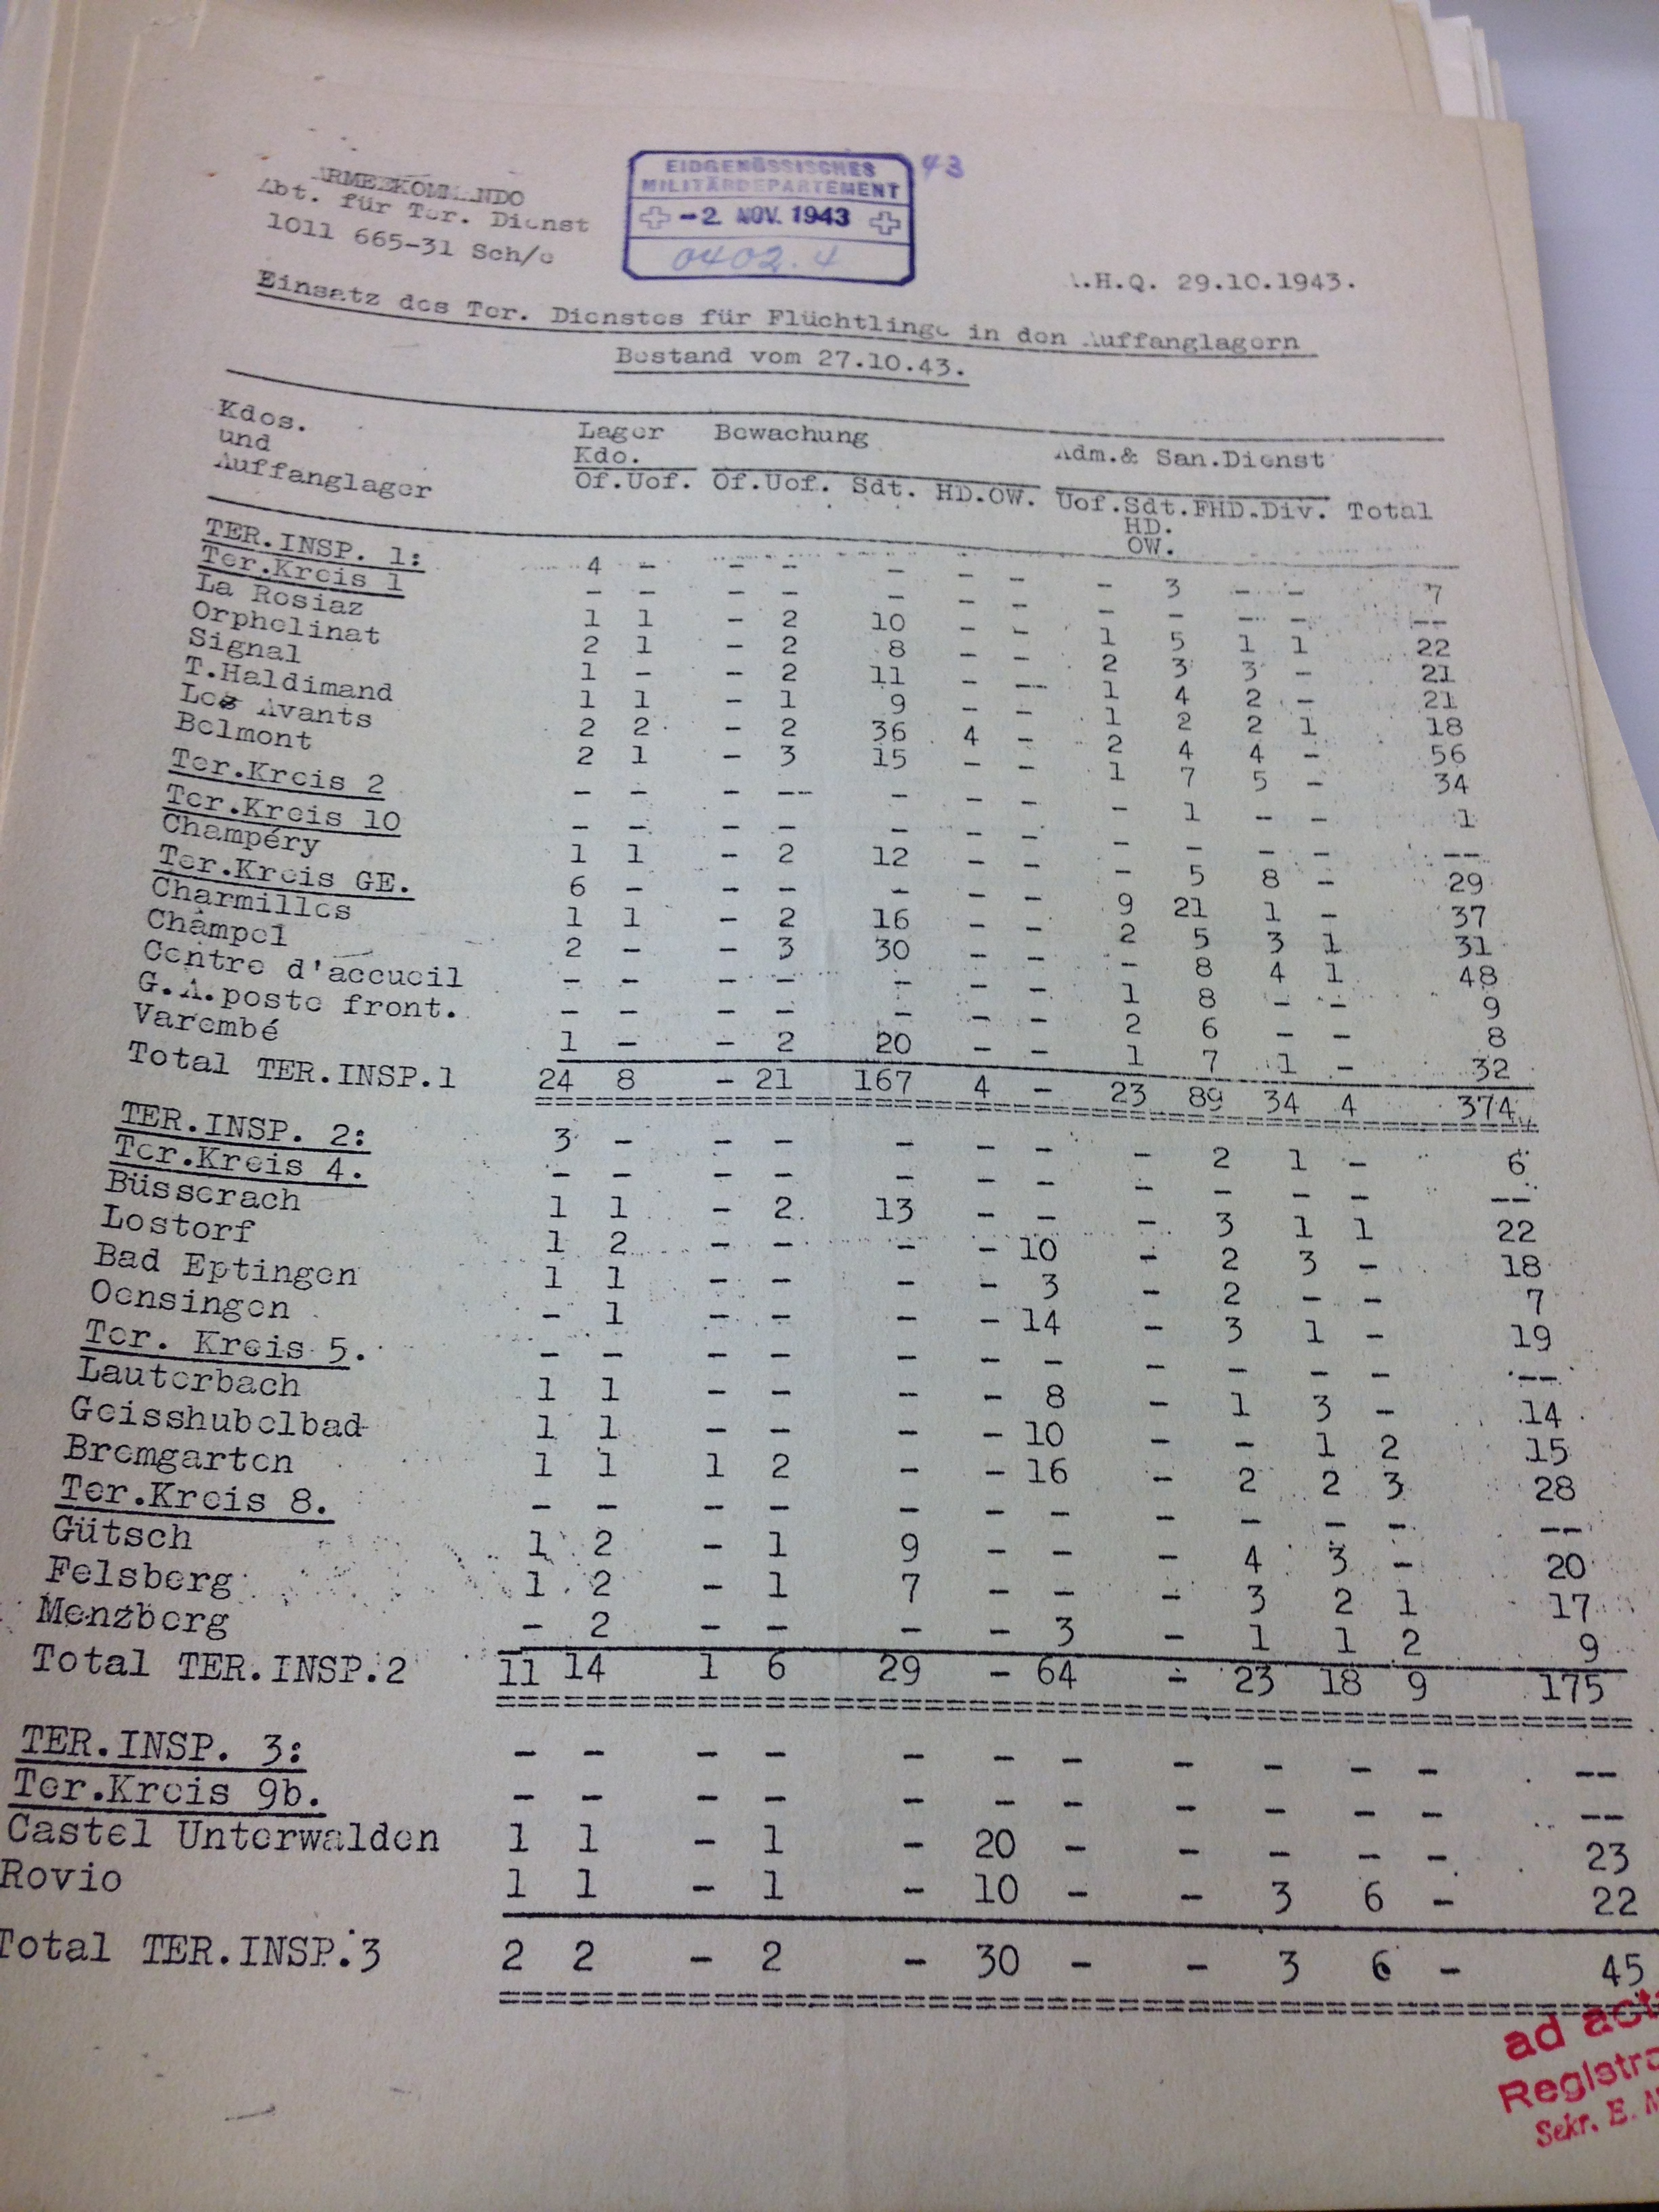 ARMEEKOMMANDO
Abt. für Ter. Dienst
1011 665-31 Sch/e
EIDGENÖSSISCHES
MILITÄRDEPARTEMENT
-2. NOV. 1943
0402.4
43
A.H.Q. 29.10.1943.
Einsatz des Ter. Dienstes für Flüchtlinge in den Auffanglagern
Bestand vom 27.10.43.
Kdos. Lager Bewachung Adm.& San.Dienst
und Kdo.
Auffanglager Of.Uof. Of.Uof. Sdt. HD.OW. Uof.Sdt.FHD.Div. Total
HD.
OW.
TER.INSP. 1: 4 - - - - - - - 3 - - 7
Ter.Kreis 1 - - - - - - - - - - - --
La Rosiaz 1 1 - 2 10 - - 1 5 1 1 22
Orphelinat 2 1 - 2 8 - - 2 3 3 - 21
Signal 1 - - 2 11 - - 1 4 2 - 21
T.Haldimand 1 1 - 1 9 - - 1 2 2 1 18
Les Avants 2 2 - 2 36 4 - 2 4 4 - 56
Belmont 2 1 - 3 15 - - 1 7 5 - 34
Ter.Kreis 2 - - - -- - - - - 1 - - 1
Ter.Kreis 10 - - - - - - - - - - - --
Champéry 1 1 - 2 12 - - - 5 8 - 29
Ter.Kreis GE. 6 - - - - - - 9 21 1 - 37
Charmilles 1 1 - 2 16 - - 2 5 3 1 31
Champel 2 - - 3 30 - - - 8 4 1 48
Centre d'accueil - - - - - - - 1 8 - - 9
G.A.poste front. - - - - - - - 2 6 - - 8
Varembé 1 - - 2 20 - - 1 7 1 - 32
Total TER.INSP.1 24 8 - 21 167 4 - 23 89 34 4 374
TER.INSP. 2: 3 - - - - - - - 2 1 - 6
Ter.Kreis 4. - - - - - - - - - - - --
Büsserach 1 1 - 2 13 - - - 3 1 1 22
Lostorf 1 2 - - - - 10 - 2 3 - 18
Bad Eptingen 1 1 - - - - 3 - 2 - - 7
Oensingen - 1 - - - - 14 - 3 1 - 19
Ter. Kreis 5. - - - - - - - - - - - --
Lauterbach 1 1 - - - - 8 - 1 3 - 14
Geisshubelbad 1 1 - - - - 10 - - 1 2 15
Bremgarten 1 1 1 2 - - 16 - 2 2 3 28
Ter.Kreis 8. - - - - - - - - - - - --
Gütsch 1 2 - 1 9 - - - 4 3 - 20
Felsberg 1 2 - 1 7 - - - 3 2 1 17
Menzberg - 2 - - - - 3 - 1 1 2 9
Total TER.INSP.2 11 14 1 6 29 - 64 - 23 18 9 175
TER.INSP. 3: - - - - - - - - - - - --
Ter.Kreis 9b. - - - - - - - - - - - --
Castel Unterwalden 1 1 - 1 - 20 - - - - - 23
Rovio 1 1 - 1 - 10 - - 3 6 - 22
Total TER.INSP.3 2 2 - 2 - 30 - - 3 6 - 45
ad
Sekr. E.